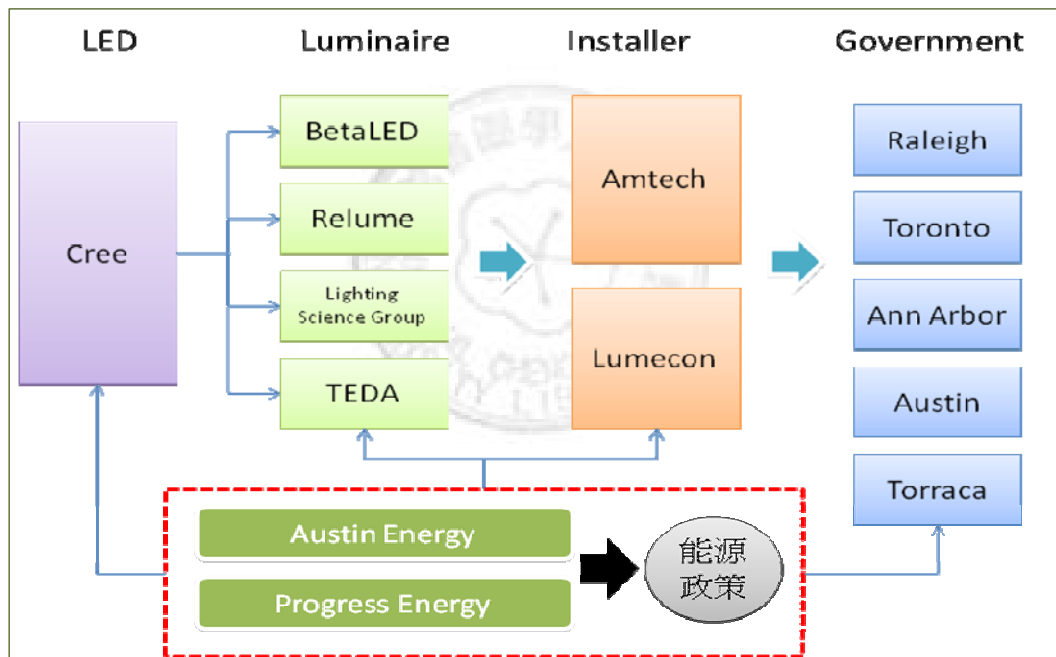 LED
Luminaire
Installer
Government
Cree
BetaLED
Relume
Lighting
Science Group
TEDA
Amtech
Lumecon
Raleigh
Toronto
Ann Arbor
Austin
Torraca
Austin Energy
Progress Energy
能源
政策